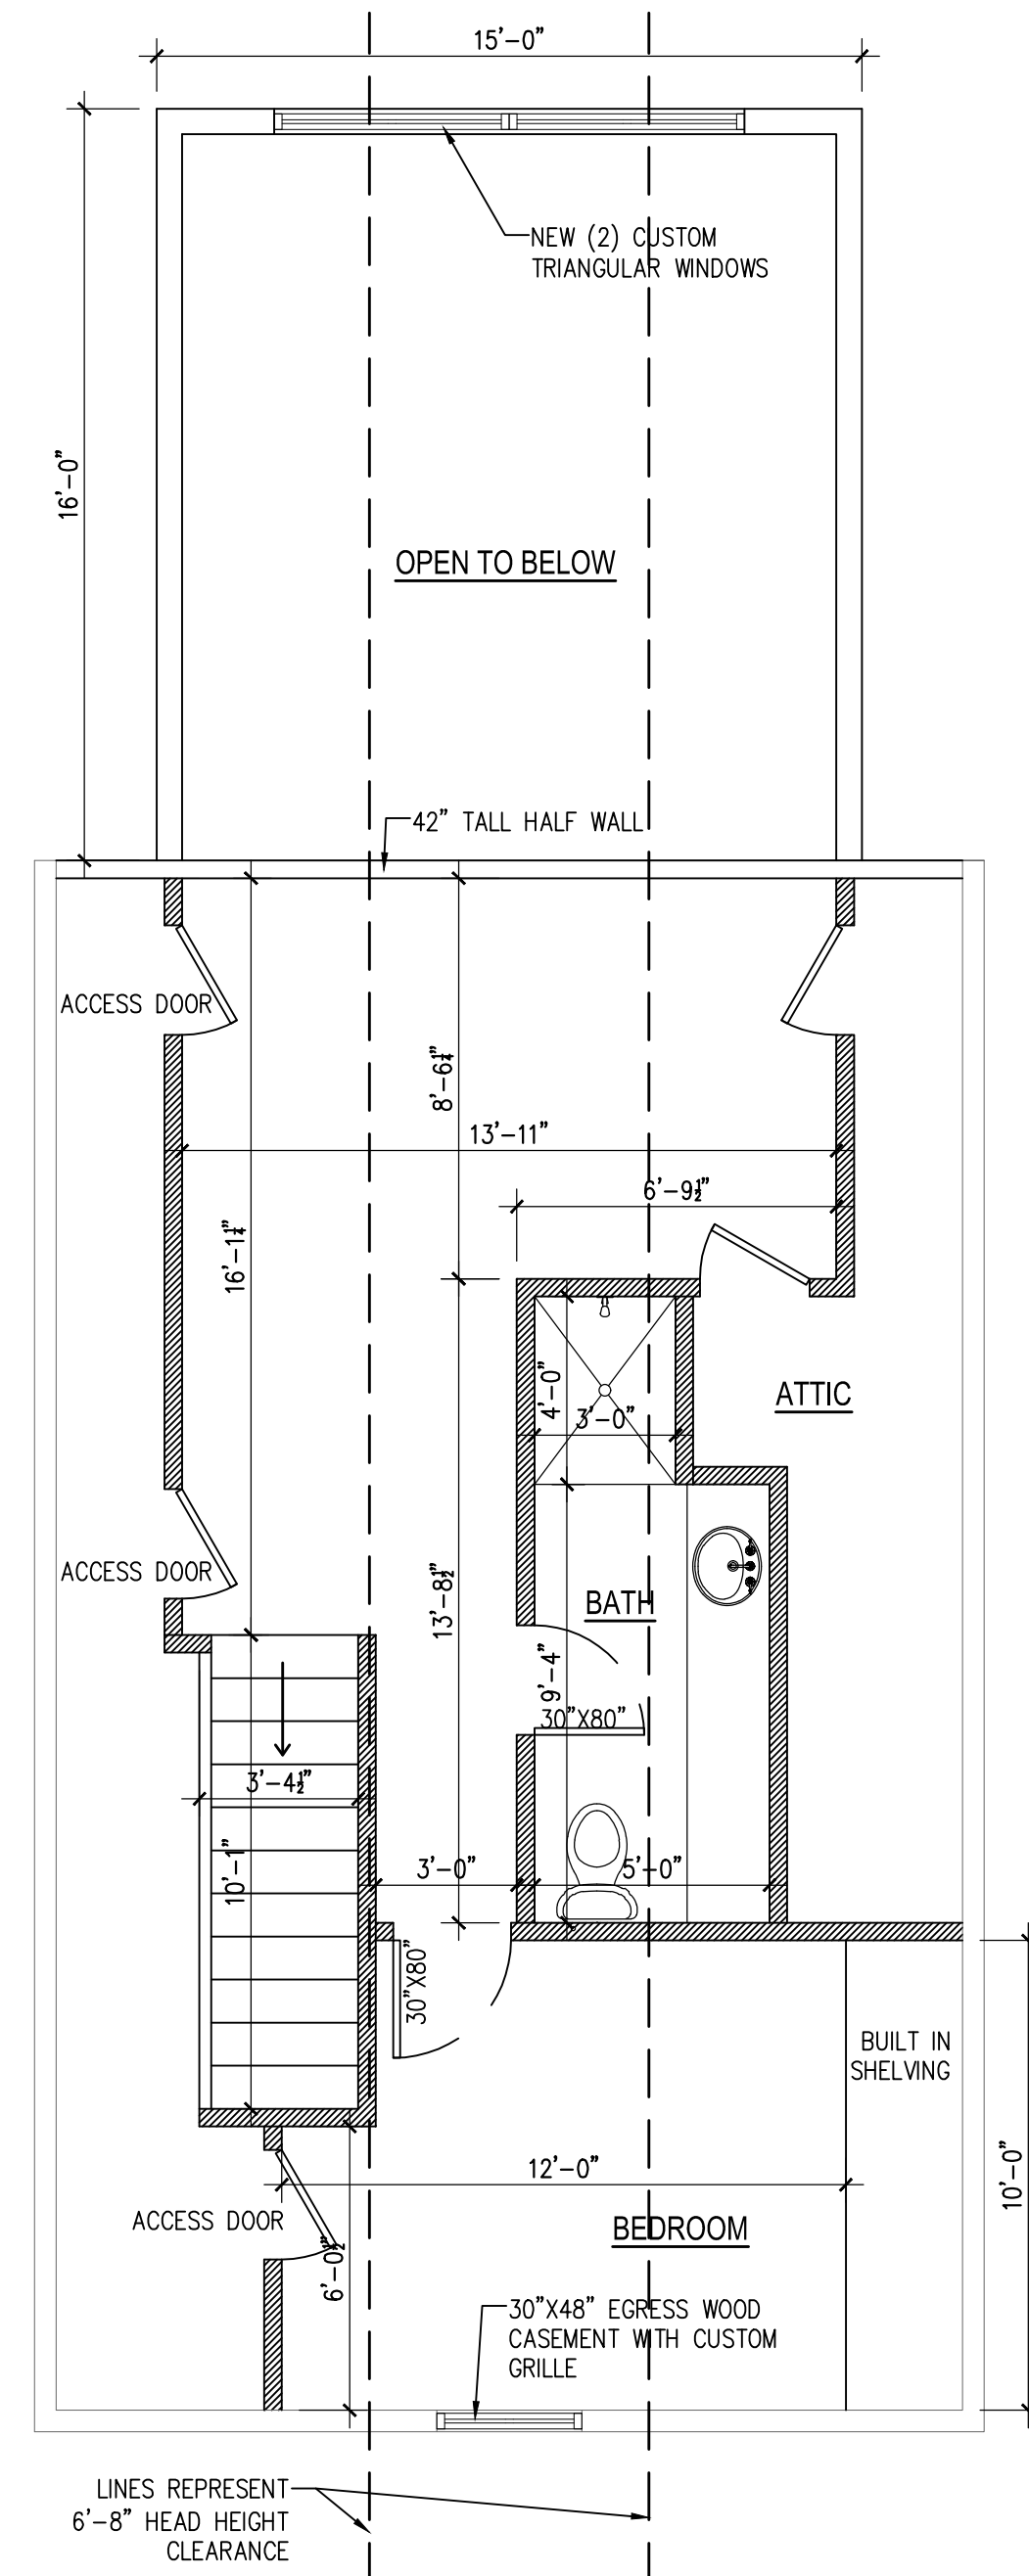 15'-0"
NEW (2) CUSTOM
TRIANGULAR WINDOWS
16'-0"
OPEN TO BELOW
42" TALL HALF WALL
ACCESS DOOR
8'-6¼"
13'-11"
6'-9½"
16'-1¼"
4'-0"
3'-0"
ATTIC
ACCESS DOOR
13'-8½"
BATH
9'-4"
30"X80"
3'-4½"
10'-1"
3'-0"
5'-0"
30"X80"
BUILT IN
SHELVING
12'-0"
10'-0"
ACCESS DOOR
BEDROOM
6'-0½"
30"X48" EGRESS WOOD
CASEMENT WITH CUSTOM
GRILLE
LINES REPRESENT
6'-8" HEAD HEIGHT
CLEARANCE